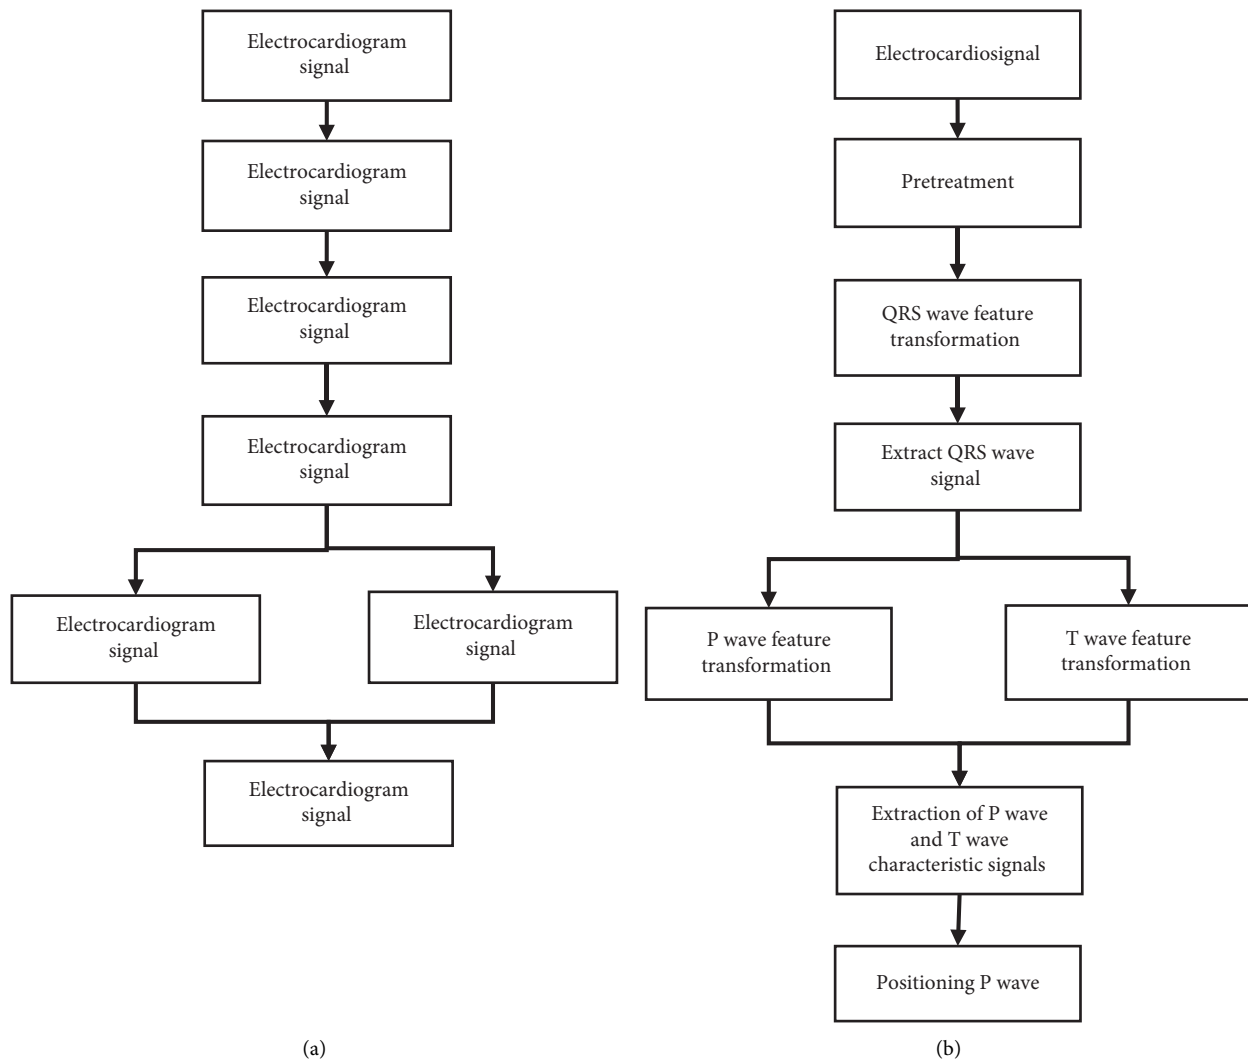 Electrocardiogram
signal
Electrocardiogram
signal
Electrocardiogram
signal
Electrocardiogram
signal
Electrocardiogram
signal
Electrocardiogram
signal
Electrocardiogram
signal
(a)
Electrocardiosignal
Pretreatment
QRS wave feature
transformation
Extract QRS wave
signal
P wave feature
transformation
T wave feature
transformation
Extraction of P wave
and T wave
characteristic signals
Positioning P wave
(b)